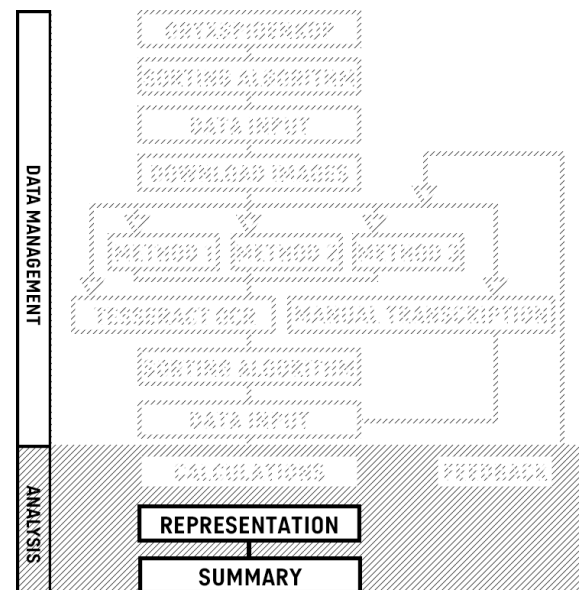 SORTING ALGORITHM
DATA INPUT
DOWNLOAD IMAGES
METHOD 1
METHOD 2
METHOD 3
TESSERACT OCR
MANUAL TRANSCRIPTION
SORTING ALGORITHM
DATA INPUT
CALCULATIONS
FEEDBACK
REPRESENTATION
SUMMARY
DATA MANAGEMENT
ANALYSIS